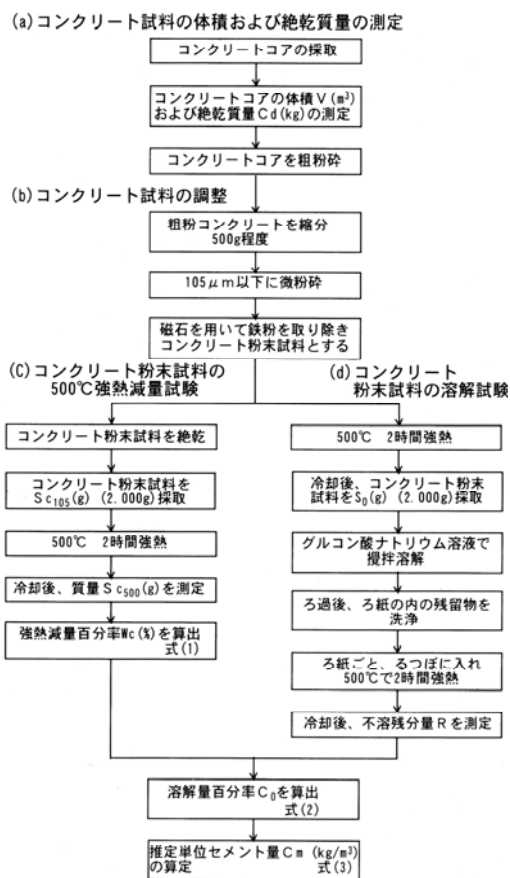 (a)コンクリート試料の体積および絶乾質量の測定
コンクリートコアの採取
コンクリートコアの体積V(m³)
および絶乾質量Cd(kg)の測定
コンクリートコアを粗粉砕
(b)コンクリート試料の調整
粗粉コンクリートを縮分
500g程度
105μm以下に微粉砕
磁石を用いて鉄粉を取り除き
コンクリート粉末試料とする
(C)コンクリート粉末試料の
500℃強熱減量試験
コンクリート粉末試料を絶乾
コンクリート粉末試料を
Sc₁₀₅(g) (2.000g)採取
500℃ 2時間強熱
冷却後、質量Sc₅₀₀(g)を測定
強熱減量百分率Wc(%)を算出
式(1)
(d)コンクリート
粉末試料の溶解試験
500℃ 2時間強熱
冷却後、コンクリート粉末
試料をS₀(g) (2.000g)採取
グルコン酸ナトリウム溶液で
攪拌溶解
ろ過後、ろ紙の内の残留物を
洗浄
ろ紙ごと、るつぼに入れ
500℃で2時間強熱
冷却後、不溶残分量Rを測定
溶解量百分率C₀を算出
式(2)
推定単位セメント量Cm (kg/m³)
の算定 式(3)